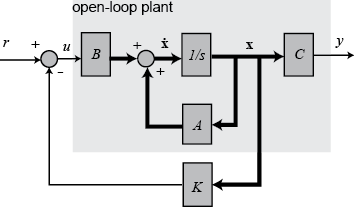 open-loop plant
r + u B + ẋ 1/s x C y
– +
A
K